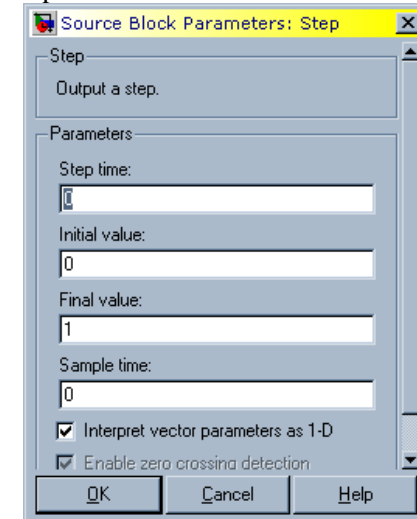 Source Block Parameters: Step
Step
Output a step.
Parameters
Step time:
0
Initial value:
0
Final value:
1
Sample time:
0
Interpret vector parameters as 1-D
Enable zero crossing detection
OK
Cancel
Help